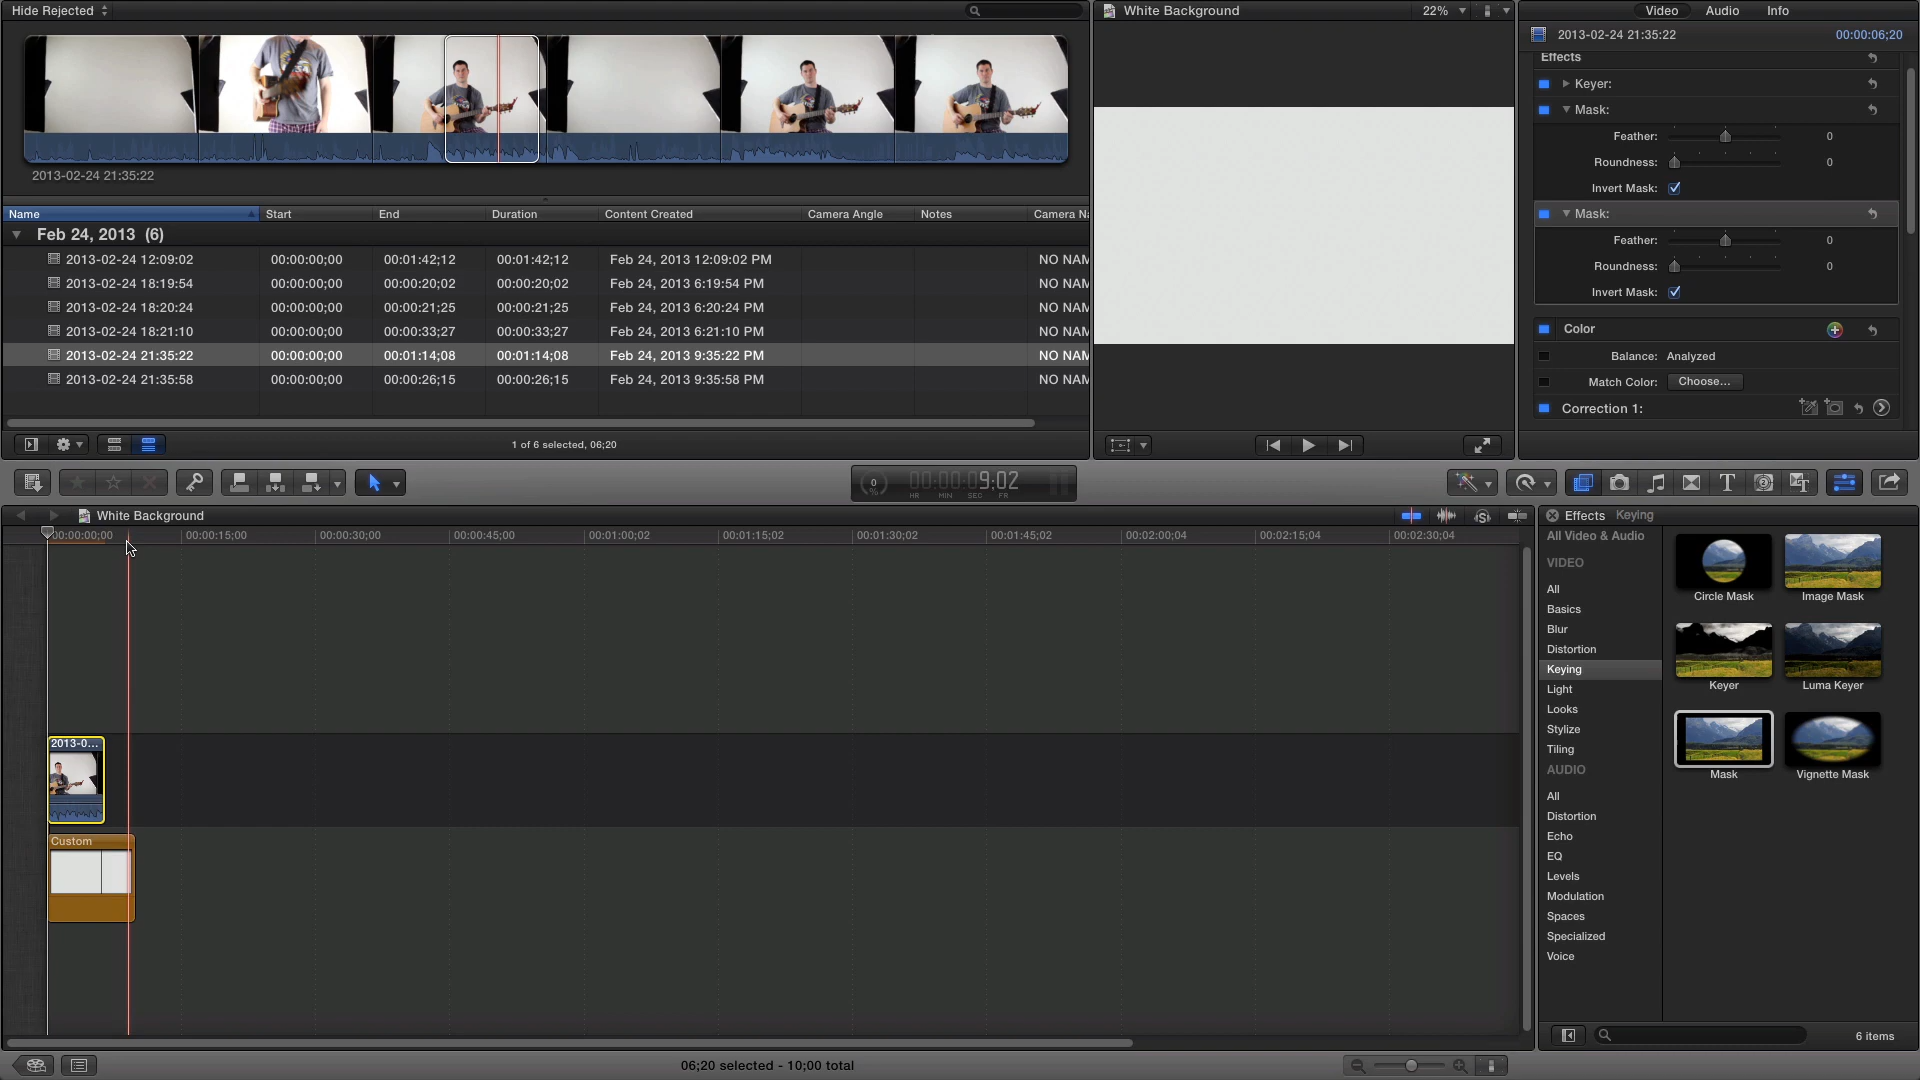 Hide Rejected
White Background
22%
Video Audio Info
2013-02-24 21:35:22 00:00:06;20
Effects
Keyer:
Mask:
Feather: 0
Roundness: 0
Invert Mask:
Mask:
Feather: 0
Roundness: 0
Invert Mask:
Color
Balance: Analyzed
Match Color: Choose...
Correction 1:
2013-02-24 21:35:22
Name Start End Duration Content Created Camera Angle Notes Camera Na
Feb 24, 2013 (6)
2013-02-24 12:09:02 00:00:00;00 00:01:42;12 00:01:42;12 Feb 24, 2013 12:09:02 PM NO NAM
2013-02-24 18:19:54 00:00:00;00 00:00:20;02 00:00:20;02 Feb 24, 2013 6:19:54 PM NO NAM
2013-02-24 18:20:24 00:00:00;00 00:00:21;25 00:00:21;25 Feb 24, 2013 6:20:24 PM NO NAM
2013-02-24 18:21:10 00:00:00;00 00:00:33;27 00:00:33;27 Feb 24, 2013 6:21:10 PM NO NAM
2013-02-24 21:35:22 00:00:00;00 00:01:14;08 00:01:14;08 Feb 24, 2013 9:35:22 PM NO NAM
2013-02-24 21:35:58 00:00:00;00 00:00:26;15 00:00:26;15 Feb 24, 2013 9:35:58 PM NO NAM
1 of 6 selected, 06;20
0 % 00:00:09;02
HR MIN SEC FR
White Background
00:00:00;00 00:00:15;00 00:00:30;00 00:00:45;00 00:01:00;02 00:01:15;02 00:01:30;02 00:01:45;02 00:02:00;04 00:02:15;04 00:02:30;04
2013-0...
Custom
Effects Keying
All Video & Audio
VIDEO
All
Basics
Blur
Distortion
Keying
Light
Looks
Stylize
Tiling
AUDIO
All
Distortion
Echo
EQ
Levels
Modulation
Spaces
Specialized
Voice
Circle Mask Image Mask
Keyer Luma Keyer
Mask Vignette Mask
6 items
06;20 selected - 10;00 total